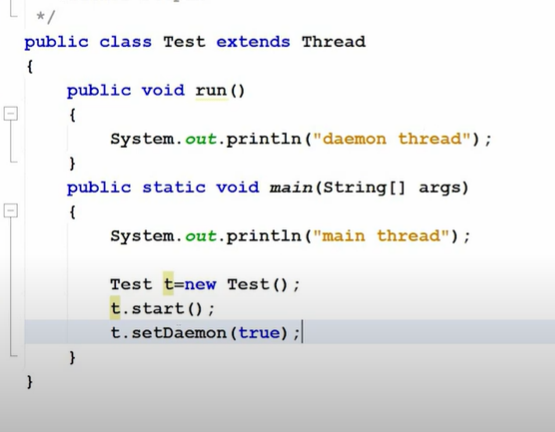 */
public class Test extends Thread
{
public void run()
{
System.out.println("daemon thread");
}
public static void main(String[] args)
{
System.out.println("main thread");
Test t=new Test();
t.start();
t.setDaemon(true);
}
}